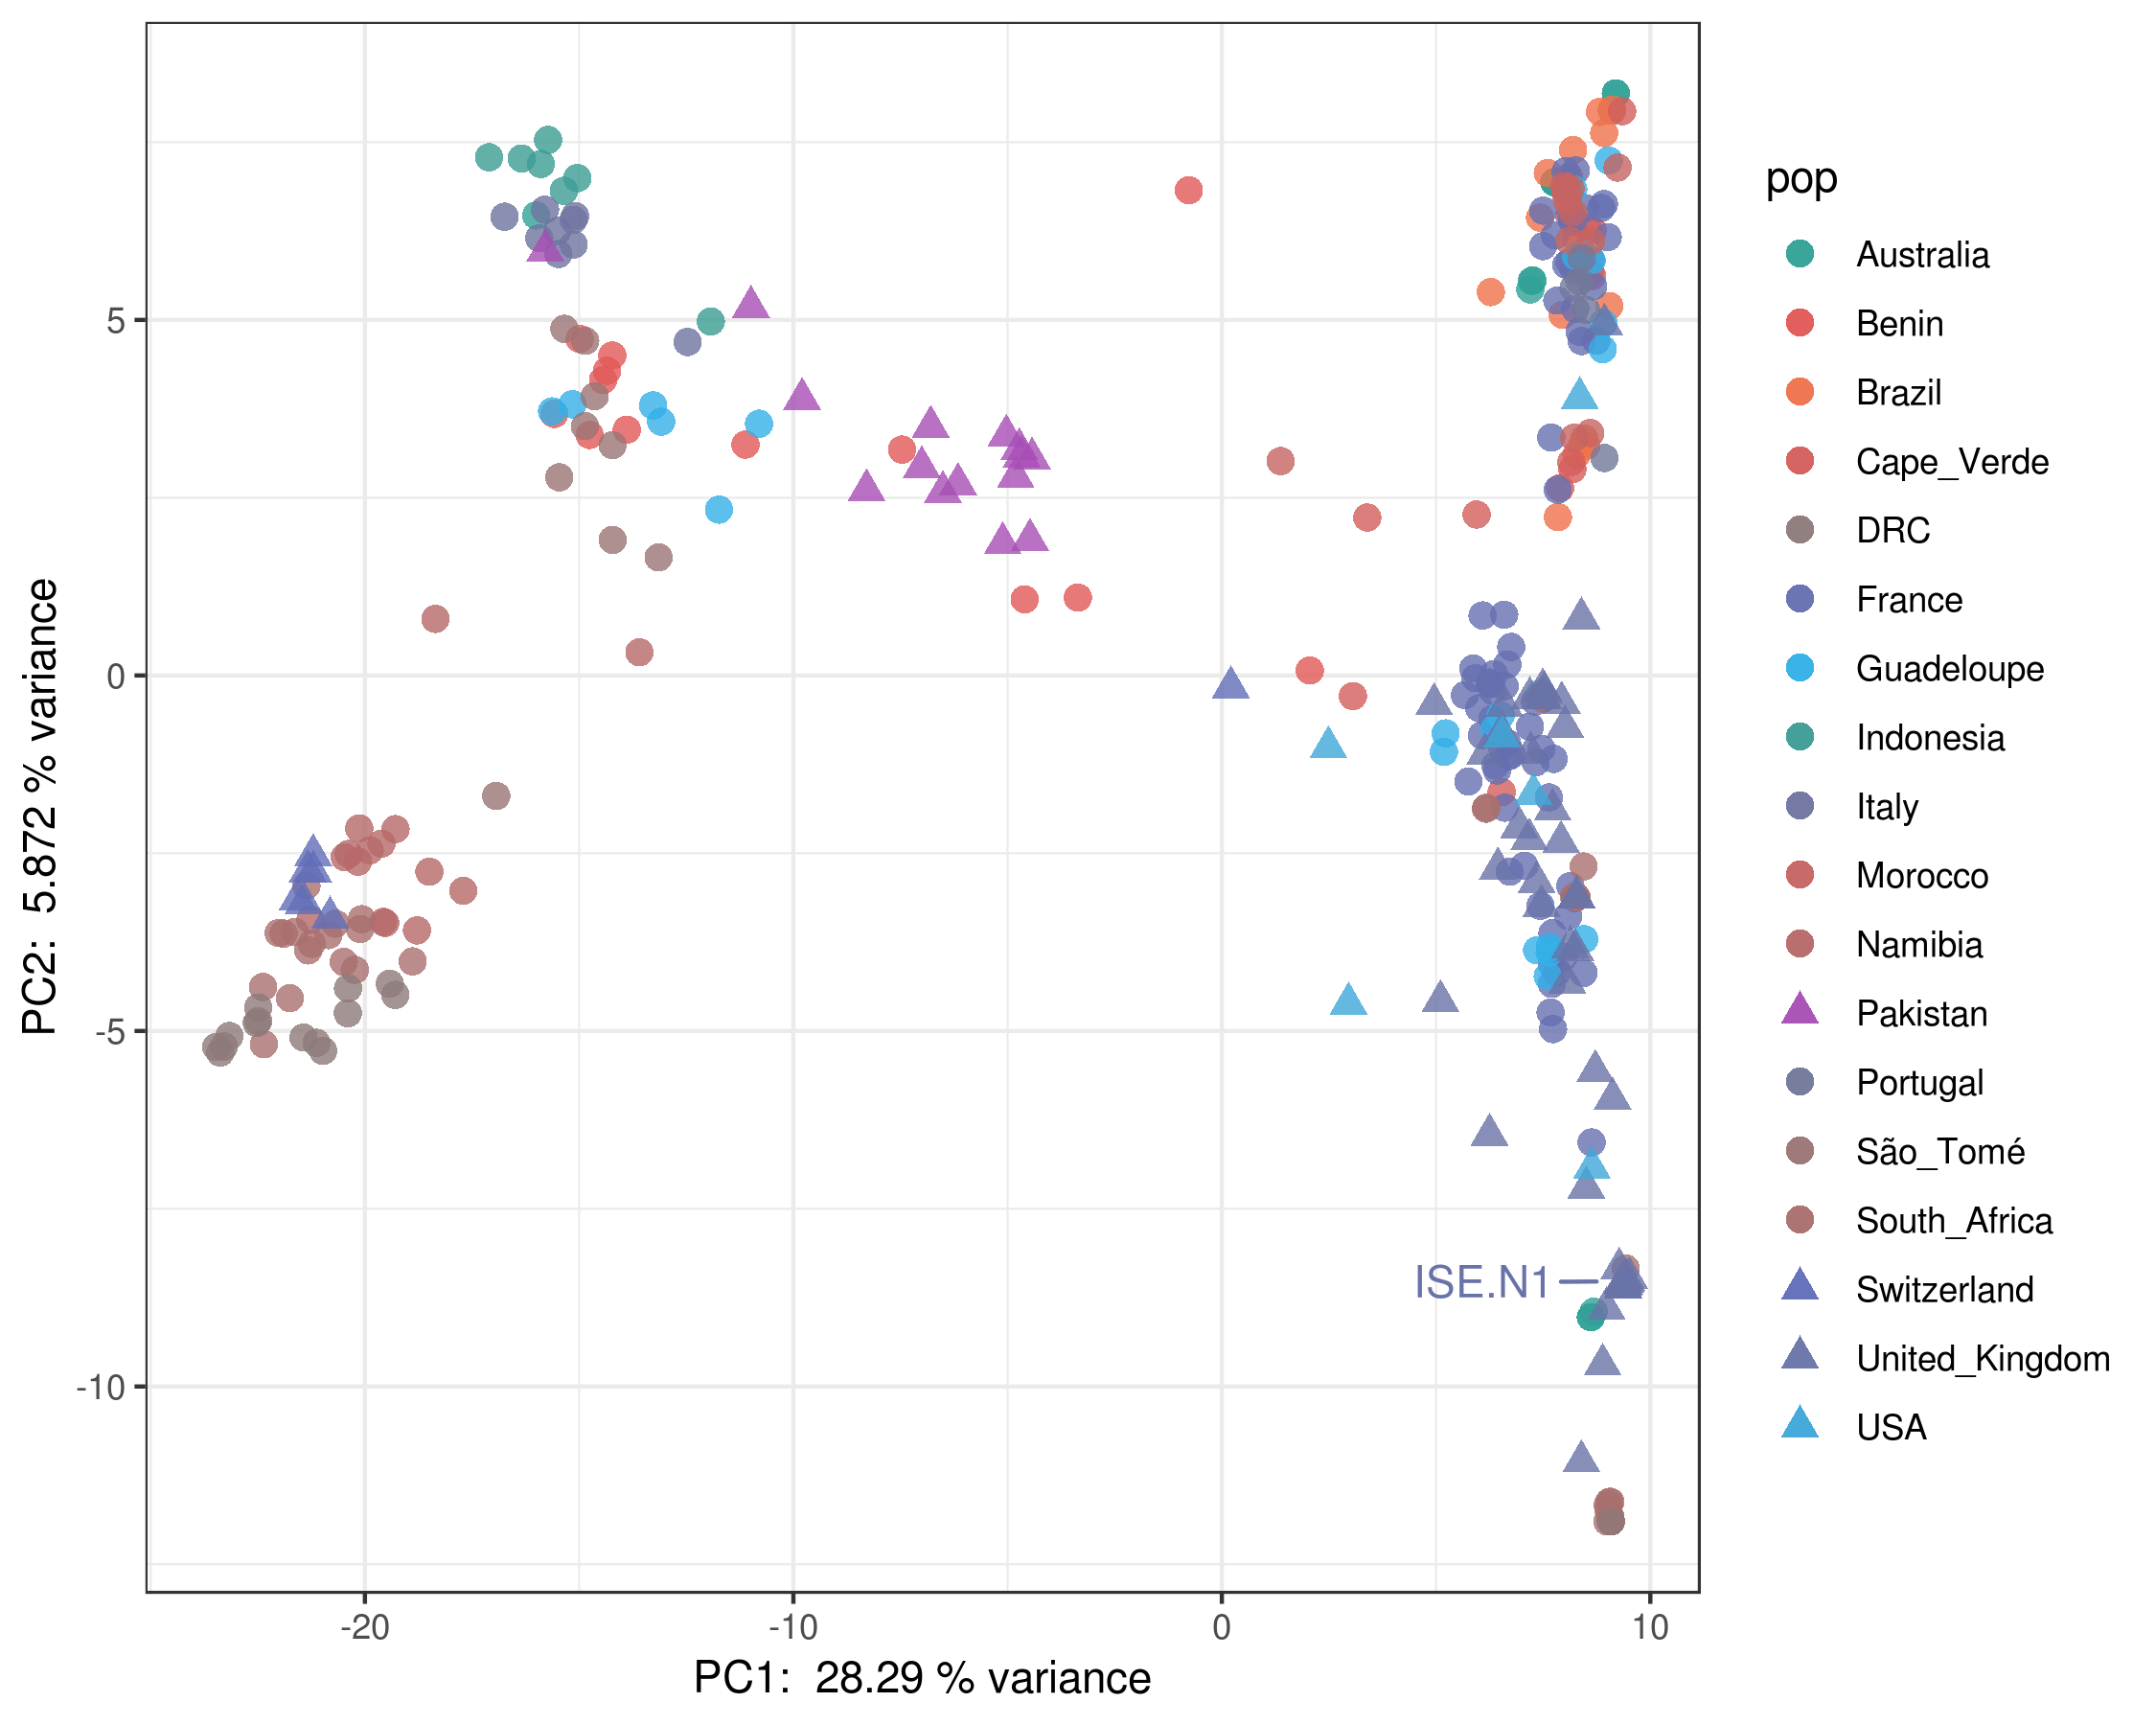 pop
Australia
Benin
Brazil
Cape_Verde
DRC
France
Guadeloupe
Indonesia
Italy
Morocco
Namibia
Pakistan
Portugal
São_Tomé
South_Africa
Switzerland
United_Kingdom
USA
PC2:  5.872 % variance
5
0
-5
-10
ISE.N1
-20 -10 0 10
PC1:  28.29 % variance